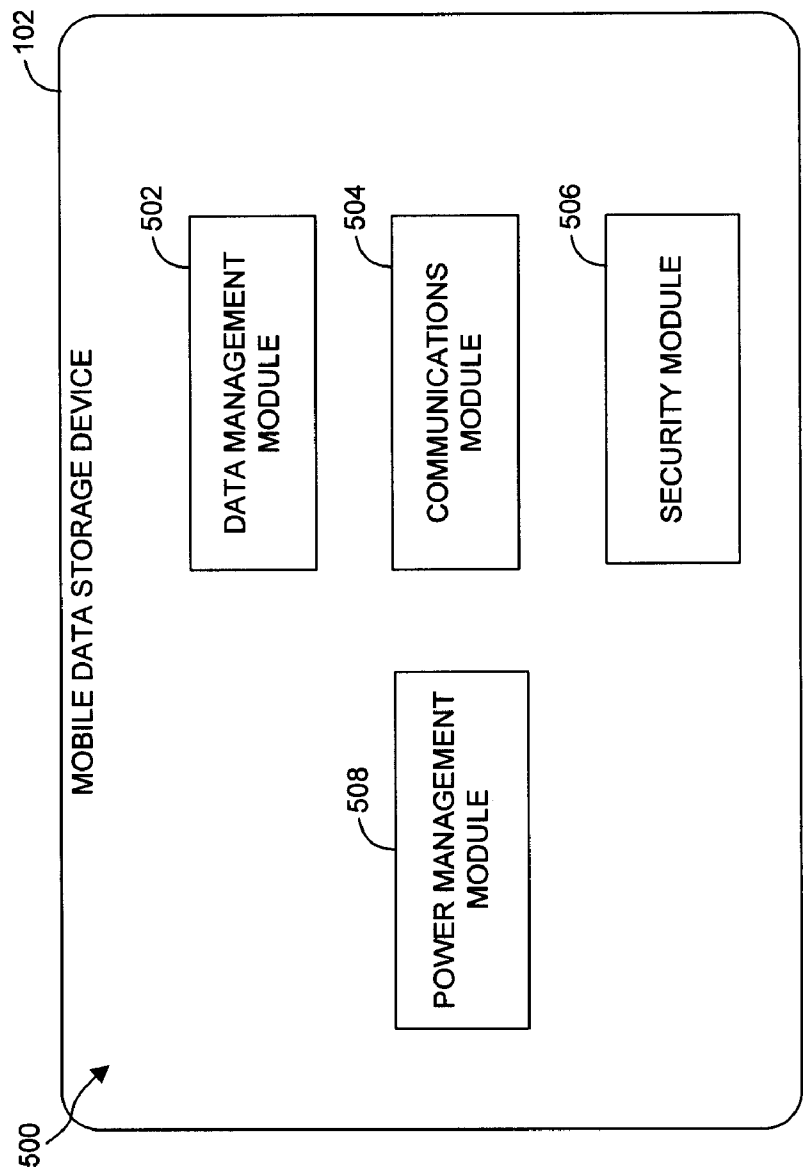 500
102
MOBILE DATA STORAGE DEVICE
502
DATA MANAGEMENT
MODULE
508
POWER MANAGEMENT
MODULE
504
COMMUNICATIONS
MODULE
506
SECURITY MODULE